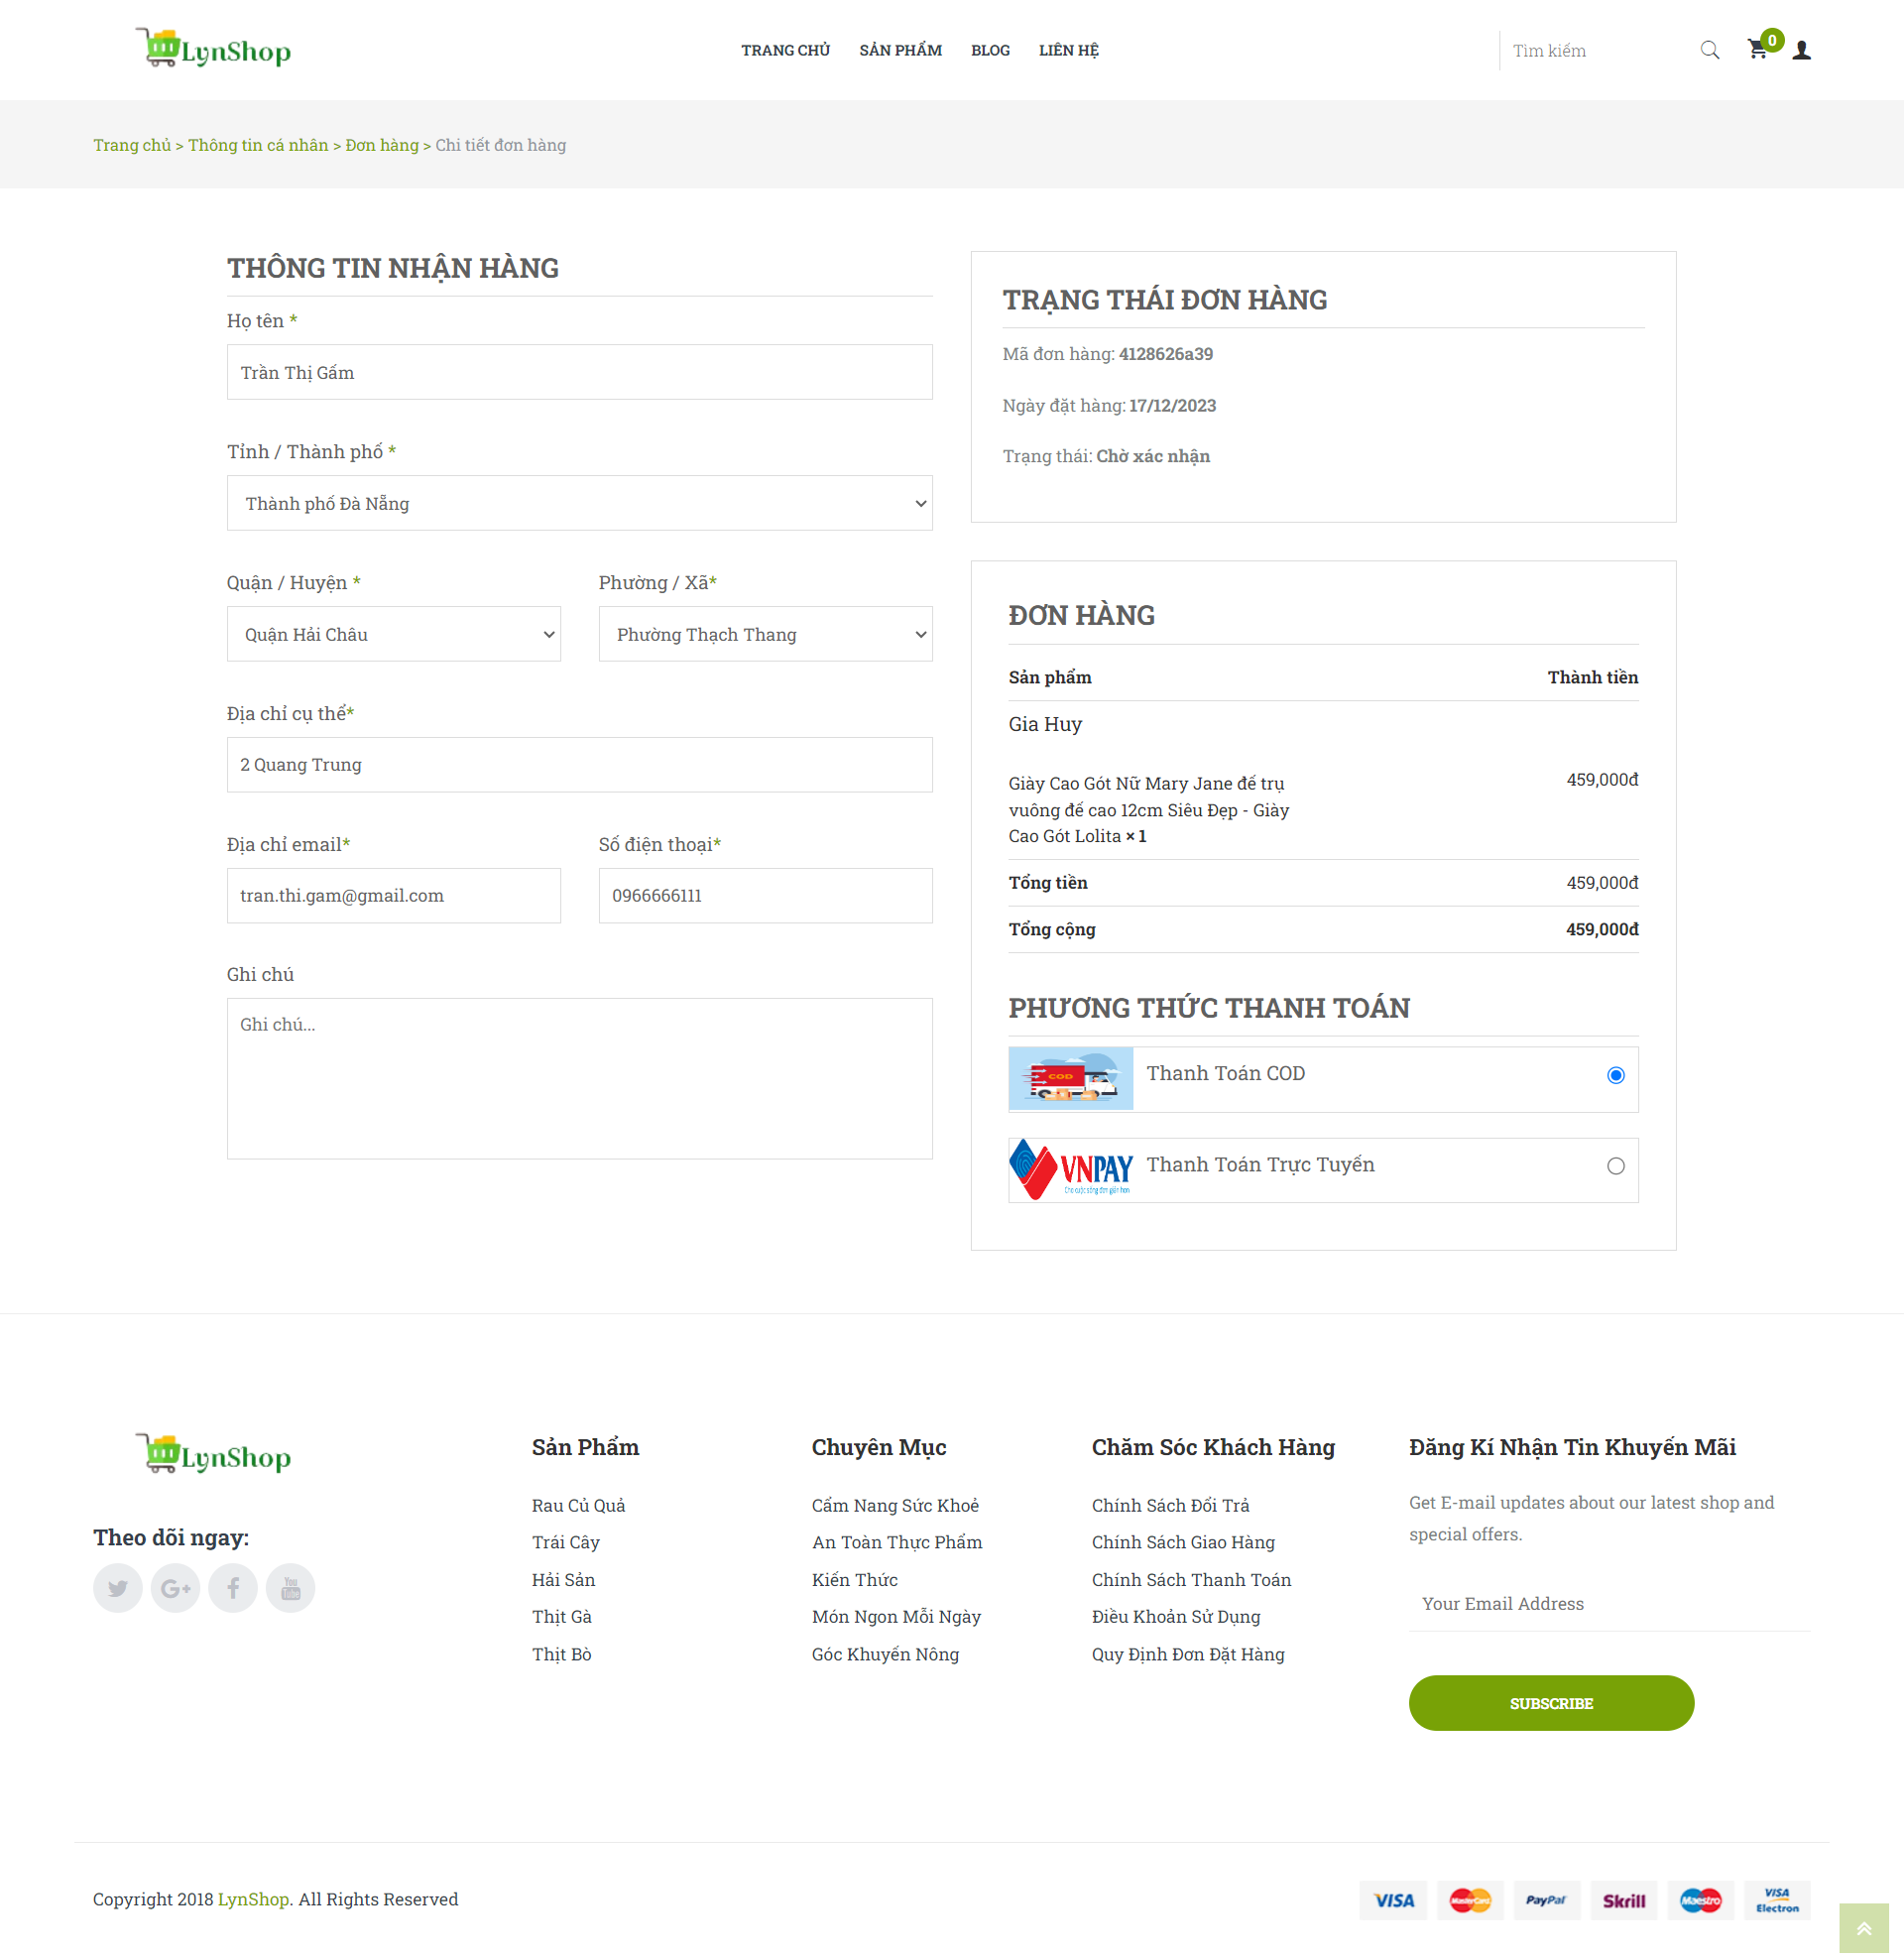 LynShop
TRANG CHỦ SẢN PHẨM BLOG LIÊN HỆ
Tìm kiếm
0
Trang chủ > Thông tin cá nhân > Đơn hàng > Chi tiết đơn hàng
THÔNG TIN NHẬN HÀNG
Họ tên *
Trần Thị Gấm
Tỉnh / Thành phố *
Thành phố Đà Nẵng
Quận / Huyện *
Phường / Xã*
Quận Hải Châu
Phường Thạch Thang
Địa chỉ cụ thể*
2 Quang Trung
Địa chỉ email*
Số điện thoại*
tran.thi.gam@gmail.com
0966666111
Ghi chú
Ghi chú...
TRẠNG THÁI ĐƠN HÀNG
Mã đơn hàng: 4128626a39
Ngày đặt hàng: 17/12/2023
Trạng thái: Chờ xác nhận
ĐƠN HÀNG
Sản phẩm Thành tiền
Gia Huy
Giày Cao Gót Nữ Mary Jane đế trụ 459,000đ
vuông đế cao 12cm Siêu Đẹp - Giày
Cao Gót Lolita × 1
Tổng tiền 459,000đ
Tổng cộng 459,000đ
PHƯƠNG THỨC THANH TOÁN
COD
Thanh Toán COD
VNPAY
Cho cuộc sống đơn giản hơn
Thanh Toán Trực Tuyến
LynShop
Theo dõi ngay:
G+ f You Tube
Sản Phẩm
Rau Củ Quả
Trái Cây
Hải Sản
Thịt Gà
Thịt Bò
Chuyên Mục
Cẩm Nang Sức Khoẻ
An Toàn Thực Phẩm
Kiến Thức
Món Ngon Mỗi Ngày
Góc Khuyến Nông
Chăm Sóc Khách Hàng
Chính Sách Đổi Trả
Chính Sách Giao Hàng
Chính Sách Thanh Toán
Điều Khoản Sử Dụng
Quy Định Đơn Đặt Hàng
Đăng Kí Nhận Tin Khuyến Mãi
Get E-mail updates about our latest shop and
special offers.
Your Email Address
SUBSCRIBE
Copyright 2018 LynShop. All Rights Reserved
VISA MasterCard PayPal Skrill Maestro VISA Electron